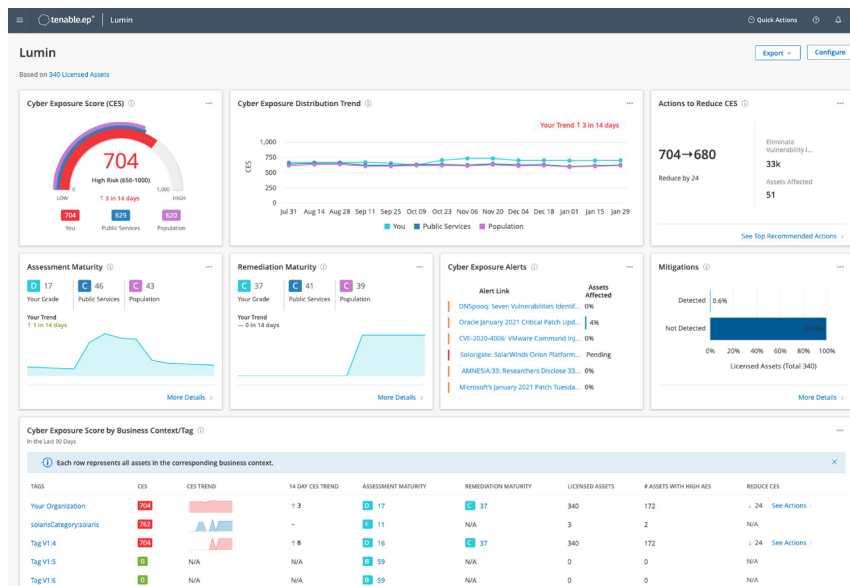 tenable.ep
Lumin
Quick Actions
Lumin
Export
Configure
Based on 340 Licensed Assets
Cyber Exposure Score (CES)
704
High Risk (650-1000)
0
1,000
LOW
↑ 3 in 14 days
HIGH
704
629
620
You
Public Services
Population
Cyber Exposure Distribution Trend
Your Trend ↑ 3 in 14 days
CES
1,000
750
500
250
0
Jul 31 Aug 14 Aug 28 Sep 11 Sep 25 Oct 09 Oct 23 Nov 06 Nov 20 Dec 04 Dec 18 Jan 01 Jan 15 Jan 29
You Public Services Population
Actions to Reduce CES
704→680
Reduce by 24
Eliminate
Vulnerability I...
33k
Assets Affected
51
See Top Recommended Actions
Assessment Maturity
D 17 C 46 C 43
Your Grade Public Services Population
Your Trend
↑ 1 in 14 days
More Details
Remediation Maturity
C 37 C 41 C 39
Your Grade Public Services Population
Your Trend
— 0 in 14 days
More Details
Cyber Exposure Alerts
Alert Link
Assets
Affected
DNSpooq: Seven Vulnerabilities Identif... 0%
Oracle January 2021 Critical Patch Upd... 4%
CVE-2020-4006: VMware Command Inj... 0%
Solorigate: SolarWinds Orion Platform... Pending
AMNESIA:33: Researchers Disclose 33... 0%
Microsoft's January 2021 Patch Tuesda... 0%
Mitigations
Detected 0.6%
Not Detected
0% 20% 40% 60% 80% 100%
Licensed Assets (Total 340)
More Details
Cyber Exposure Score by Business Context/Tag
In the Last 90 Days
Each row represents all assets in the corresponding business context.
TAGS CES CES TREND 14 DAY CES TREND ASSESSMENT MATURITY REMEDIATION MATURITY LICENSED ASSETS # ASSETS WITH HIGH AES REDUCE CES
Your Organization 704 ↑ 3 D 17 C 37 340 172 ↓ 24 See Actions
solarisCategory:solaris 762 - F 11 N/A 3 2 N/A
Tag V1:4 704 ↑ 8 D 16 C 37 340 172 ↓ 24 See Actions
Tag V1:5 0 N/A N/A B 59 N/A 0 0 N/A
Tag V1:6 0 N/A N/A B 59 N/A 0 0 N/A